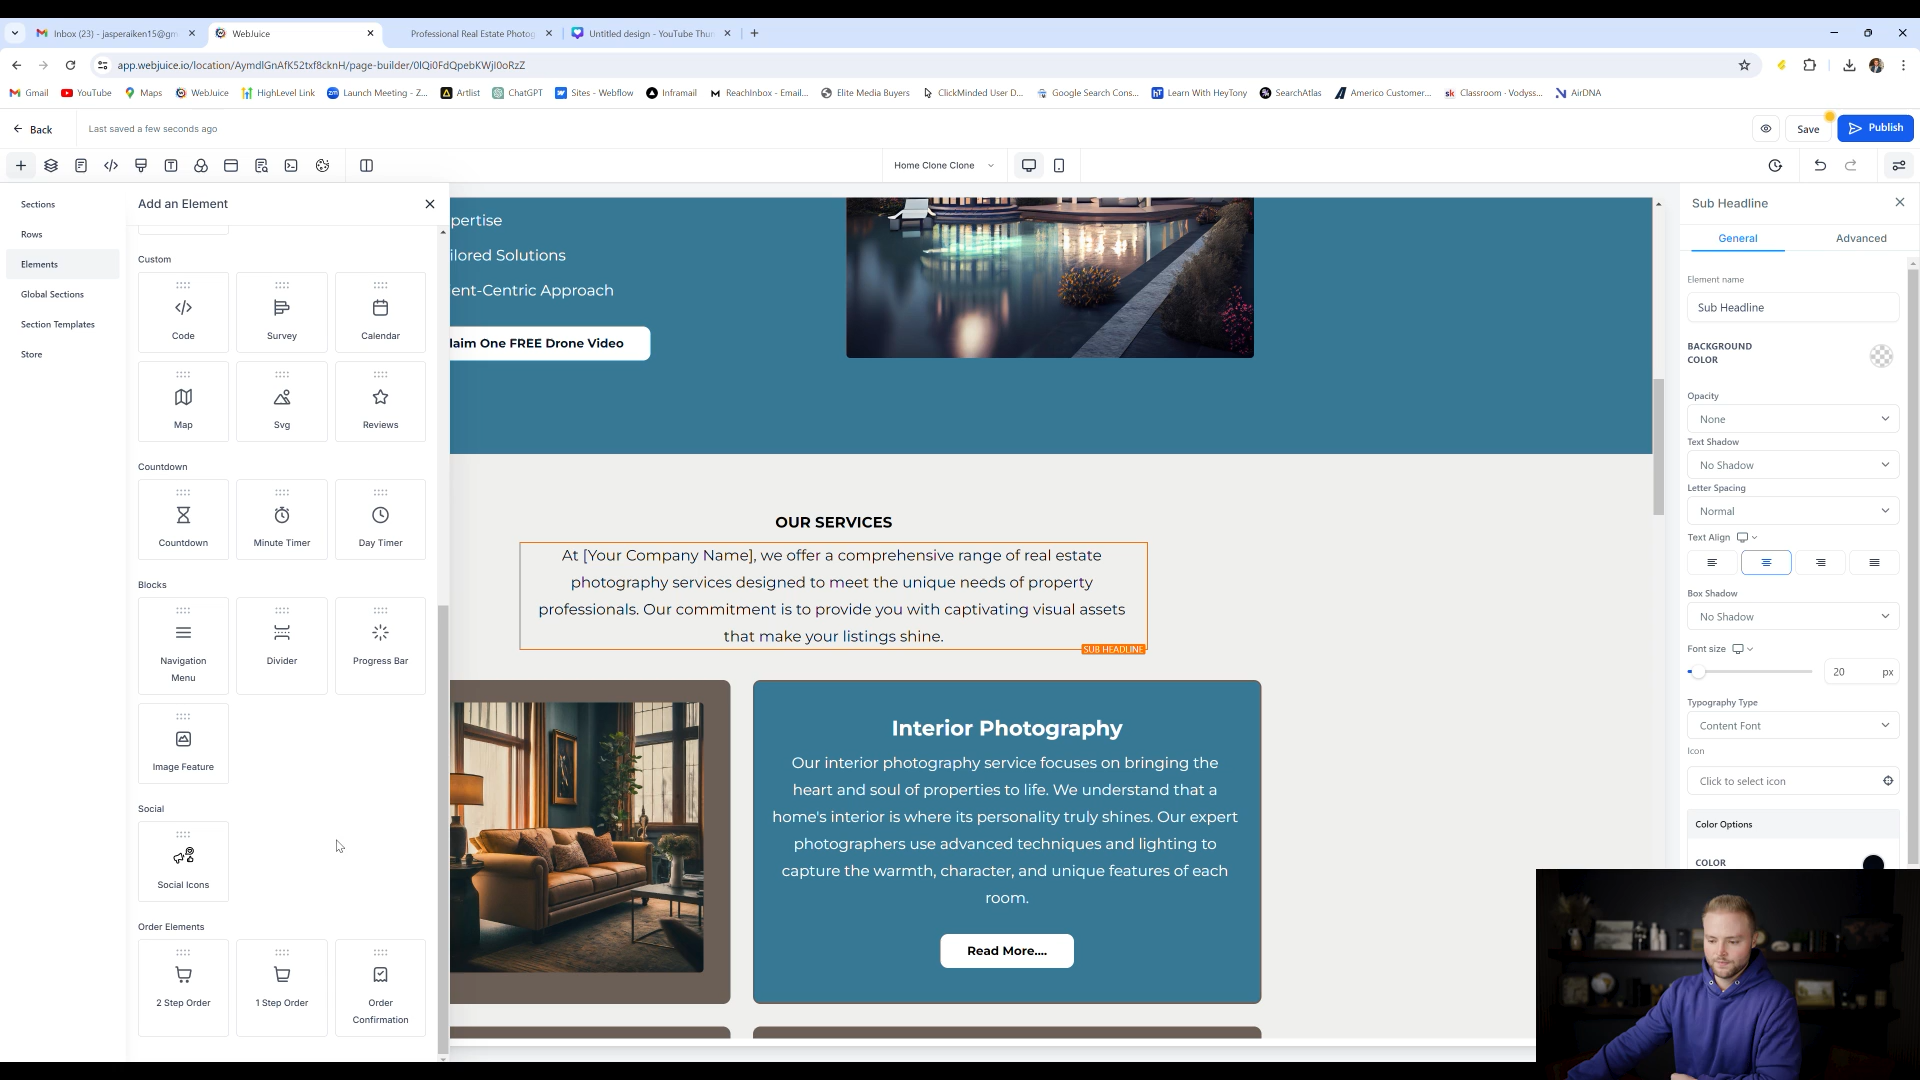 Inbox (23) - jasperaiken15@gm
WebJuice
Professional Real Estate Photog
Untitled design - YouTube Thu
app.webjuice.io/location/AymdlGnAfK52txf8cknH/page-builder/0lQi0FdQpebKWjl0oRzZ
Gmail
YouTube
Maps
WebJuice
HighLevel Link
Launch Meeting - Z...
Artlist
ChatGPT
Sites - Webflow
Inframail
ReachInbox - Email...
Elite Media Buyers
ClickMinded User D...
Google Search Cons...
Learn With HeyTony
SearchAtlas
Americo Customer...
Classroom - Vodyss...
AirDNA
Back
Last saved a few seconds ago
Save
Publish
Home Clone Clone
Sections
Rows
Elements
Global Sections
Section Templates
Store
Add an Element
Custom
Code
Survey
Calendar
Map
Svg
Reviews
Countdown
Countdown
Minute Timer
Day Timer
Blocks
Navigation
Menu
Divider
Progress Bar
Image Feature
Social
Social Icons
Order Elements
2 Step Order
1 Step Order
Order
Confirmation
pertise
ilored Solutions
ent-Centric Approach
laim One FREE Drone Video
OUR SERVICES
At [Your Company Name], we offer a comprehensive range of real estate
photography services designed to meet the unique needs of property
professionals. Our commitment is to provide you with captivating visual assets
that make your listings shine.
SUB HEADLINE
Interior Photography
Our interior photography service focuses on bringing the
heart and soul of properties to life. We understand that a
home's interior is where its personality truly shines. Our expert
photographers use advanced techniques and lighting to
capture the warmth, character, and unique features of each
room.
Read More....
Sub Headline
General
Advanced
Element name
Sub Headline
BACKGROUND
COLOR
Opacity
None
Text Shadow
No Shadow
Letter Spacing
Normal
Text Align
Box Shadow
No Shadow
Font size
20
px
Typography Type
Content Font
Icon
Click to select icon
Color Options
COLOR